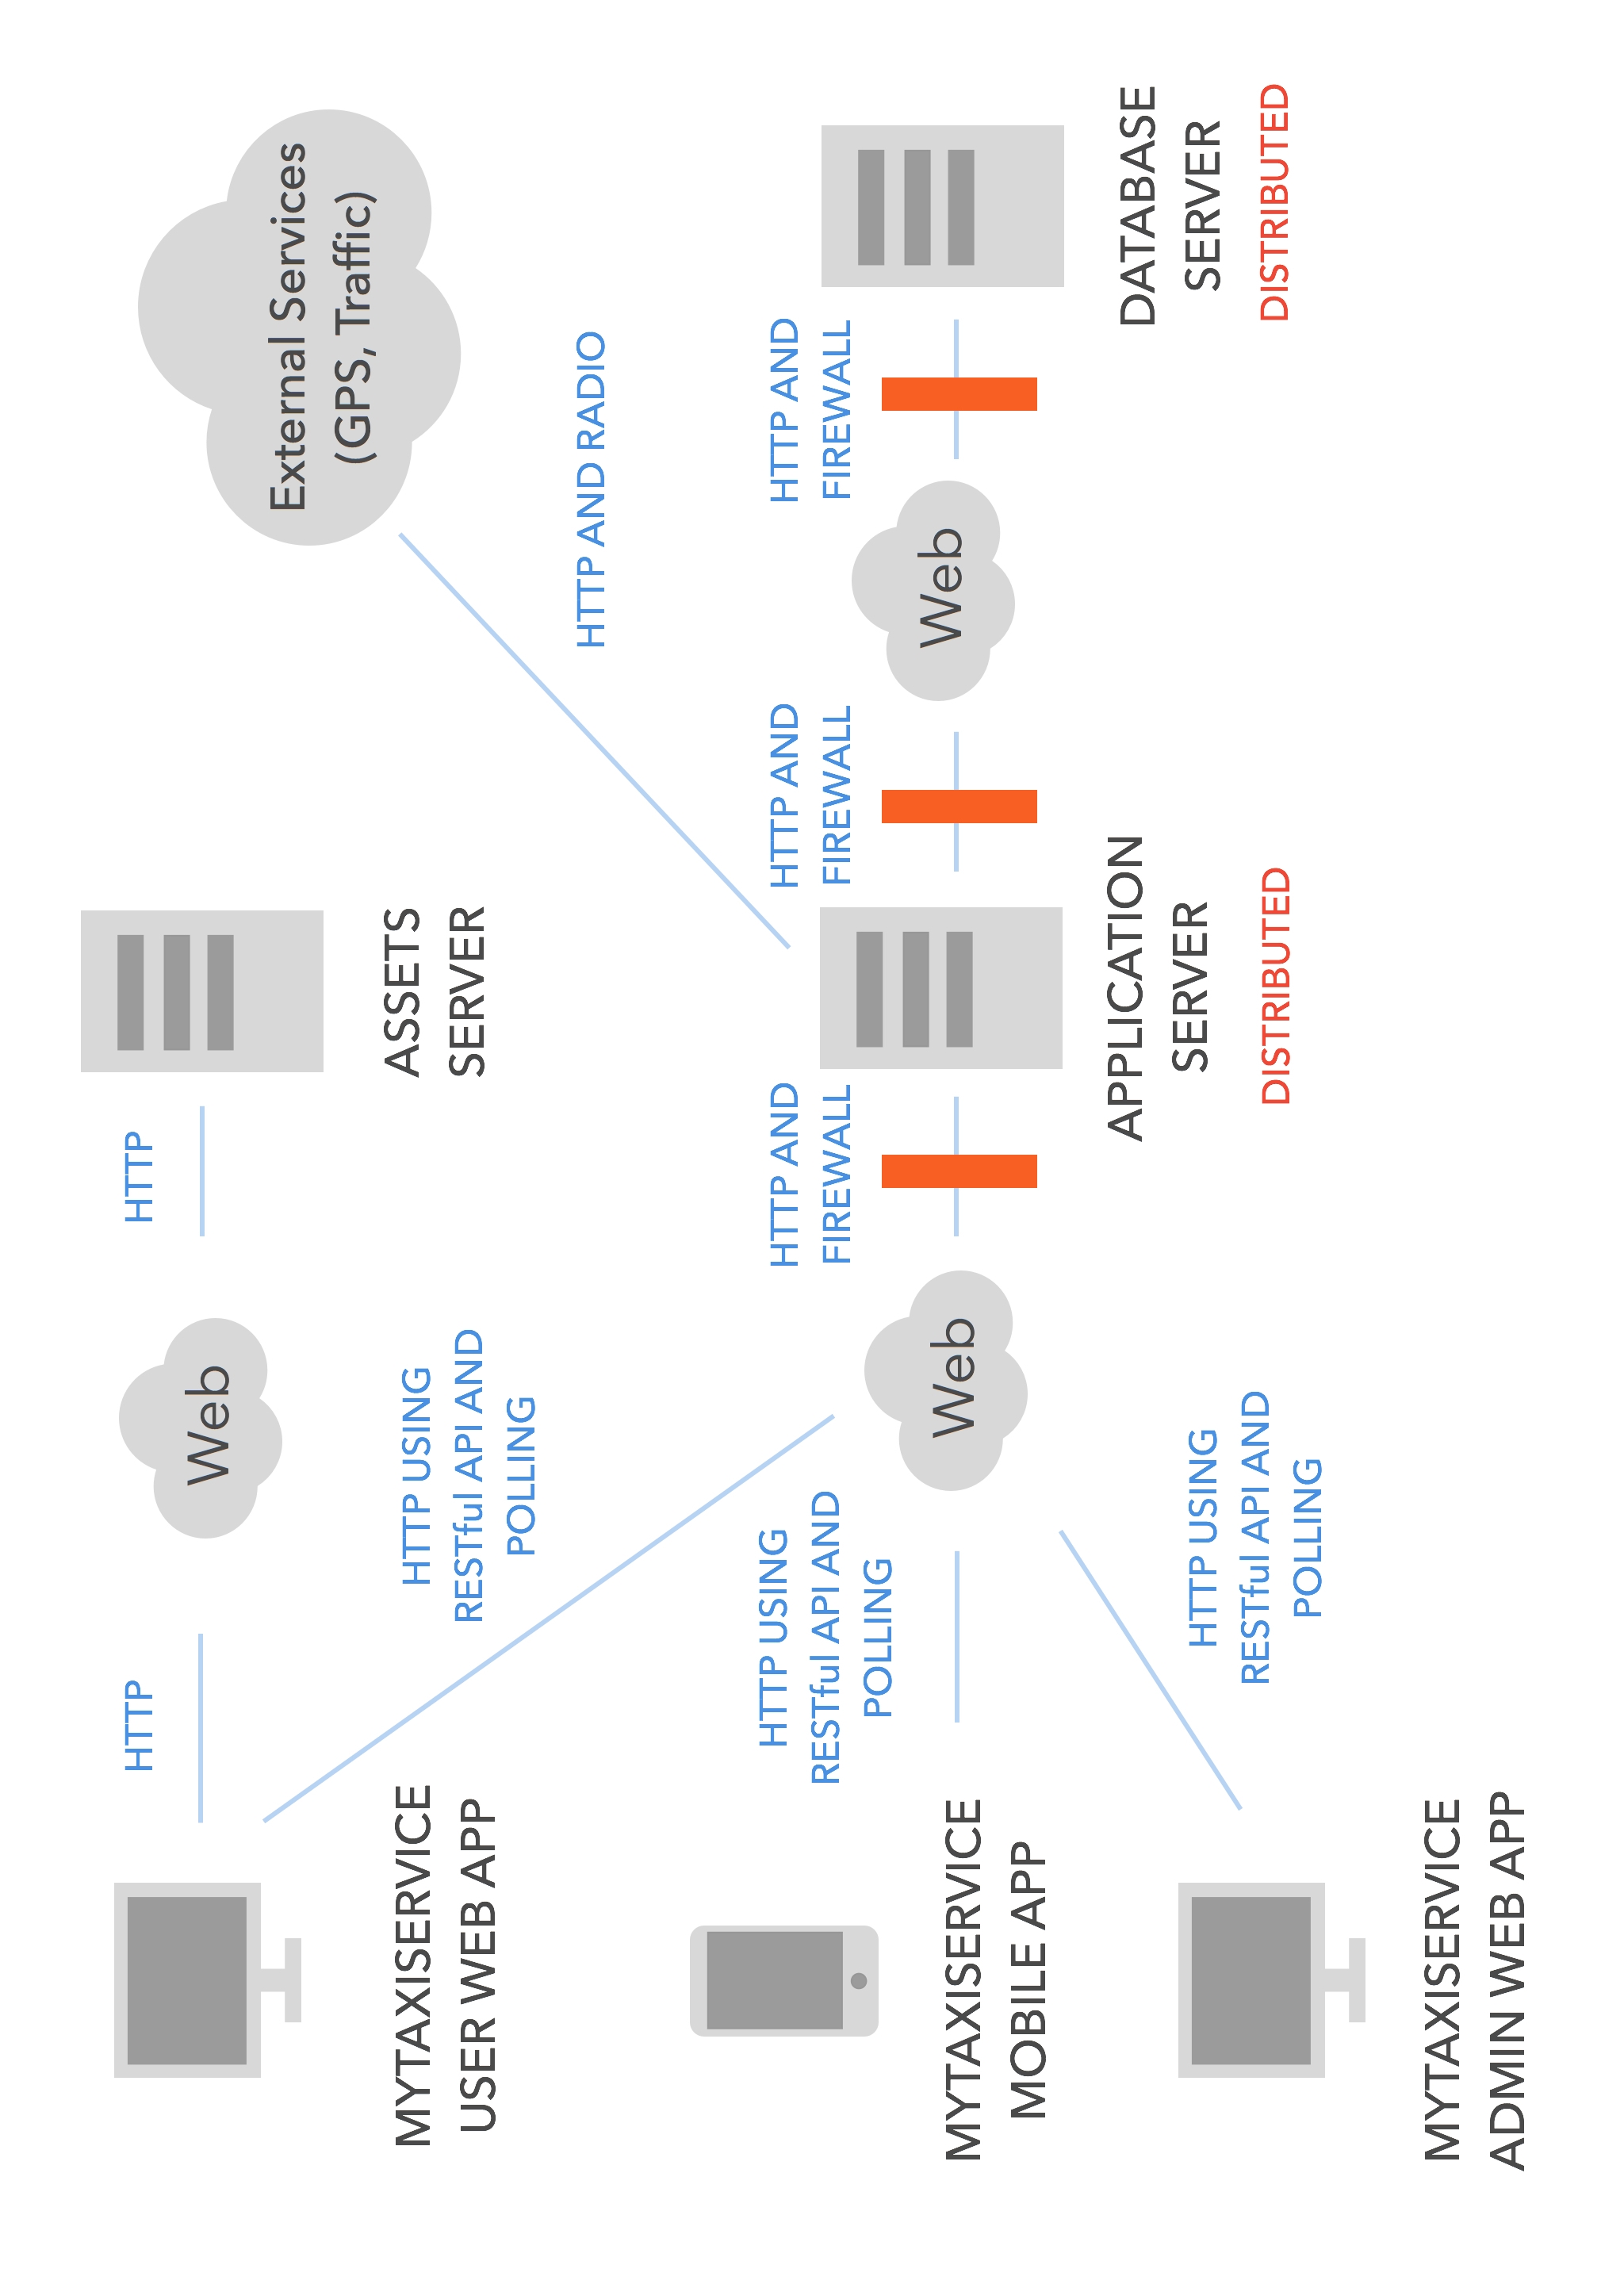 MYTAXISERVICE
USER WEB APP
HTTP
Web
HTTP
ASSETS
SERVER
External Services
(GPS, Traffic)
HTTP USING
RESTful API AND
POLLING
HTTP AND RADIO
MYTAXISERVICE
MOBILE APP
HTTP USING
RESTful API AND
POLLING
Web
HTTP AND
FIREWALL
APPLICATION
SERVER
DISTRIBUTED
HTTP AND
FIREWALL
Web
HTTP AND
FIREWALL
DATABASE
SERVER
DISTRIBUTED
MYTAXISERVICE
ADMIN WEB APP
HTTP USING
RESTful API AND
POLLING